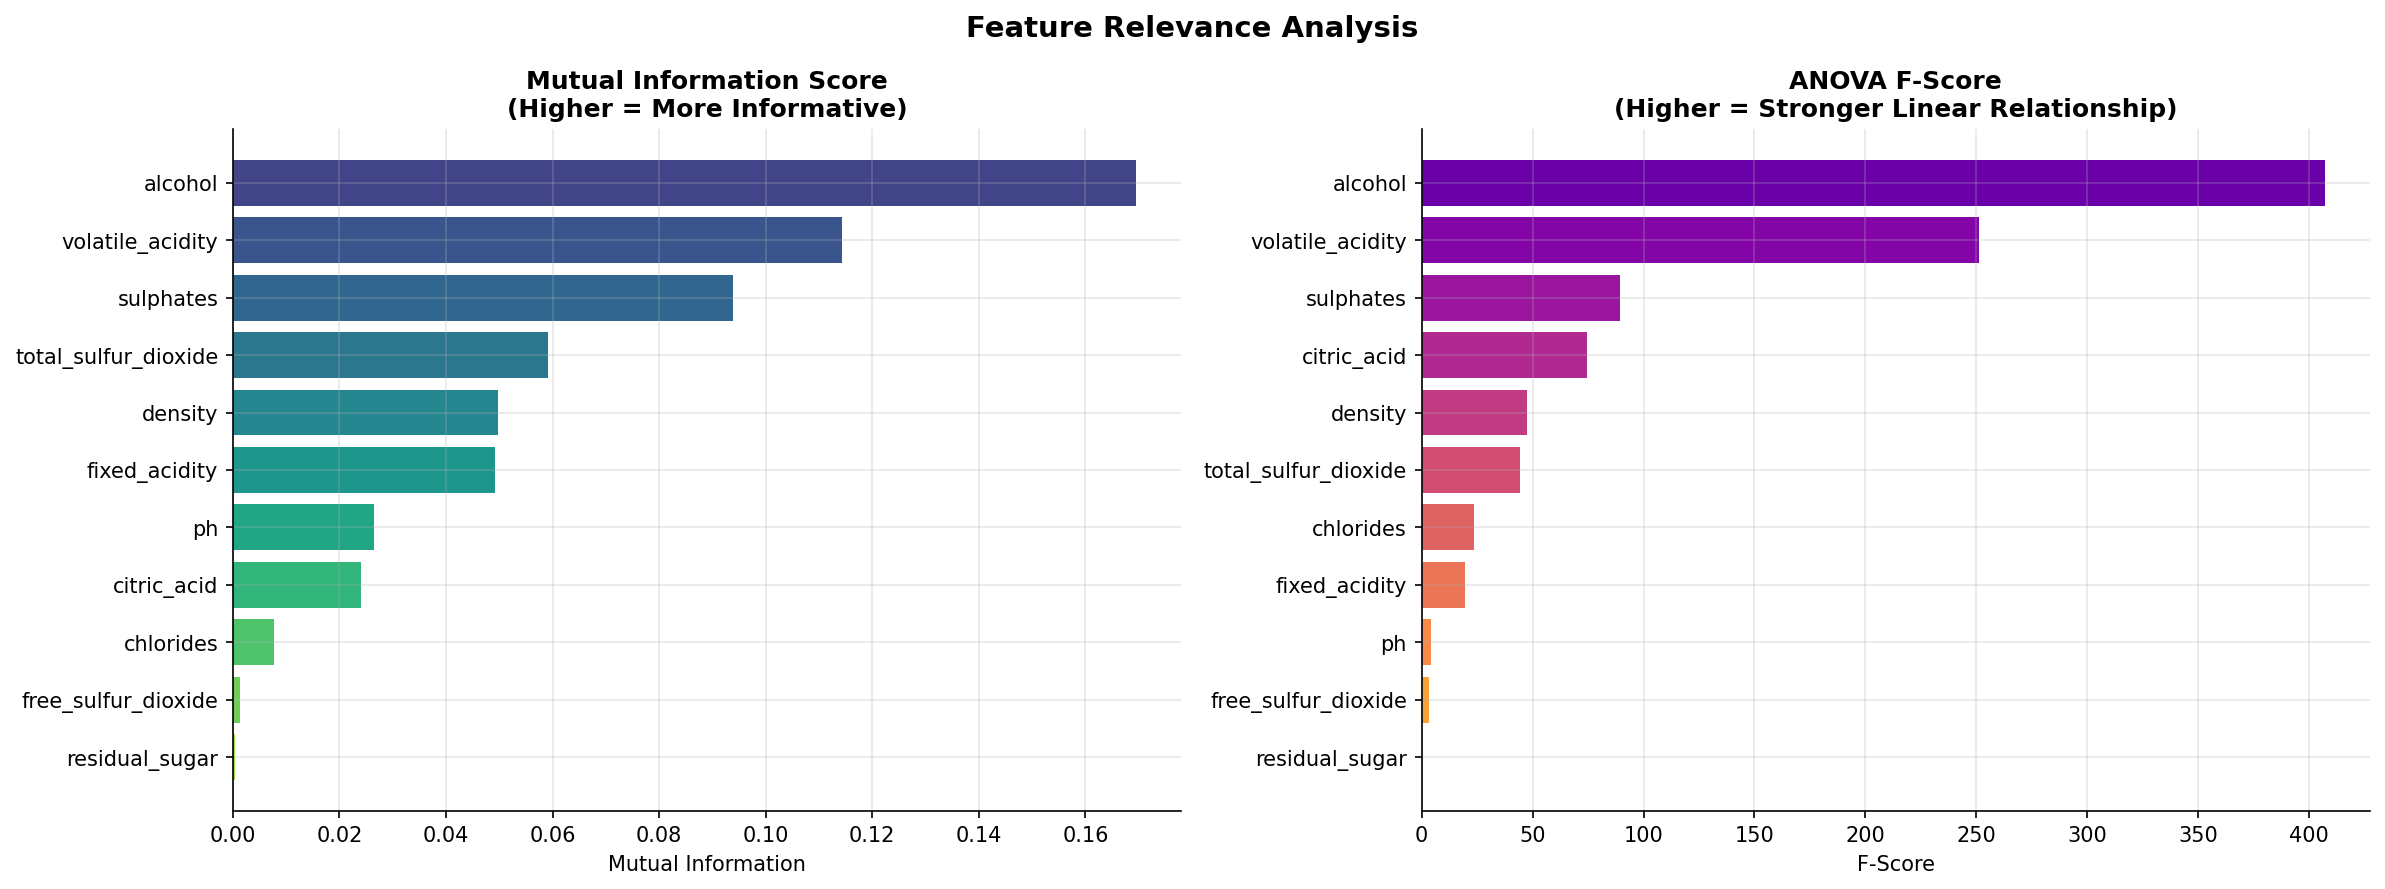 Feature Relevance Analysis
Mutual Information Score
(Higher = More Informative)
alcohol
volatile_acidity
sulphates
total_sulfur_dioxide
density
fixed_acidity
ph
citric_acid
chlorides
free_sulfur_dioxide
residual_sugar
0.00 0.02 0.04 0.06 0.08 0.10 0.12 0.14 0.16
Mutual Information
ANOVA F-Score
(Higher = Stronger Linear Relationship)
alcohol
volatile_acidity
sulphates
citric_acid
density
total_sulfur_dioxide
chlorides
fixed_acidity
ph
free_sulfur_dioxide
residual_sugar
0 50 100 150 200 250 300 350 400
F-Score